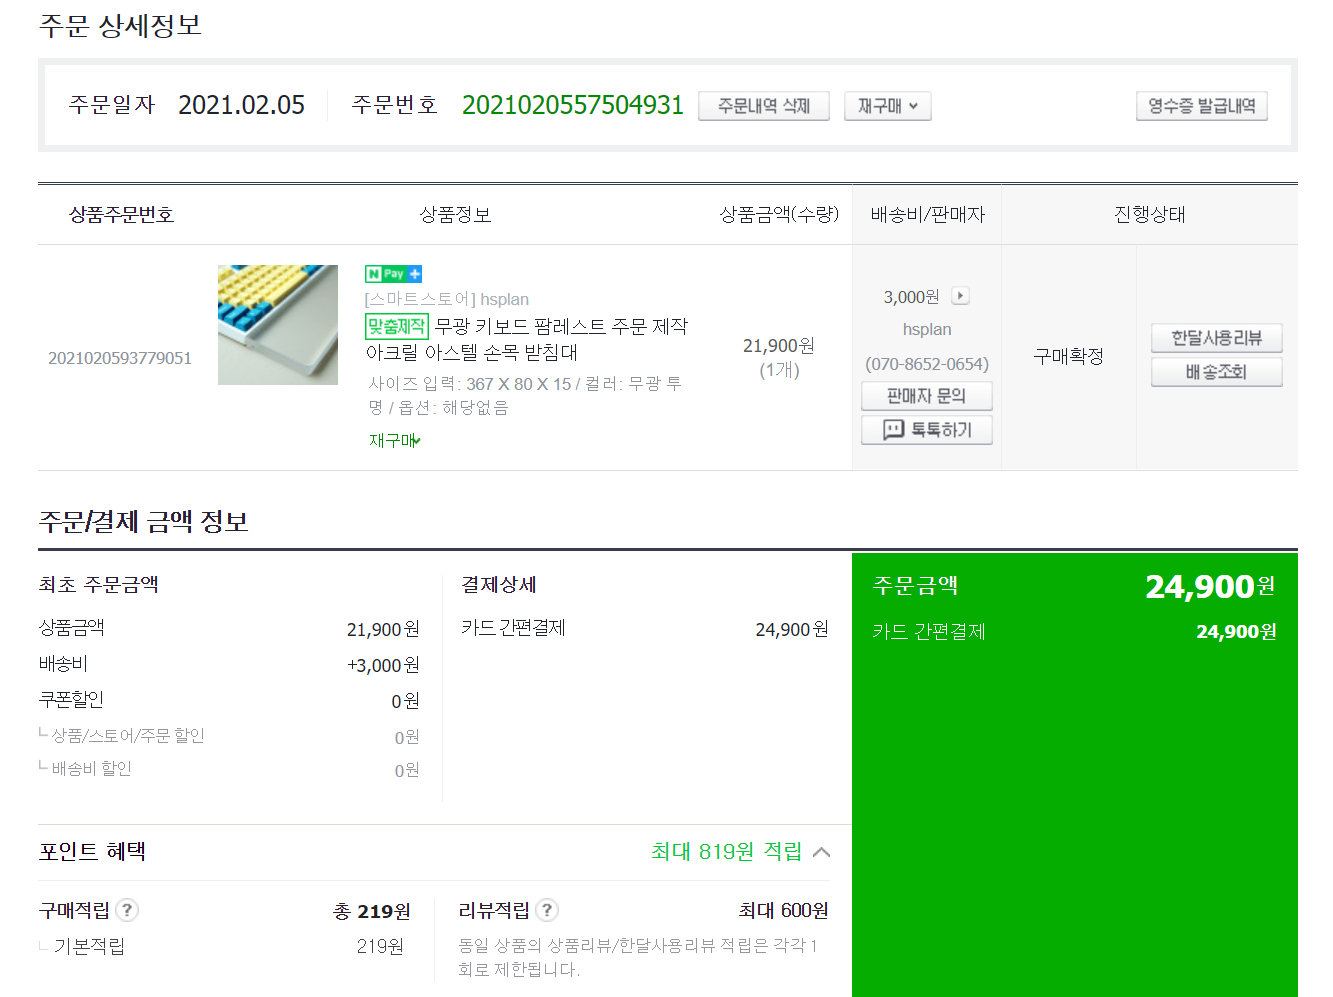 주문 상세정보
주문일자 2021.02.05 주문번호 2021020557504931 주문내역 삭제 재구매 영수증 발급내역
상품주문번호 상품정보 상품금액(수량) 배송비/판매자 진행상태
2021020593779051
N Pay +
[스마트스토어] hsplan
맞춤제작 무광 키보드 팜레스트 주문 제작
아크릴 아스텔 손목 받침대
사이즈 입력: 367 X 80 X 15 / 컬러: 무광 투
명 / 옵션: 해당없음
재구매
21,900원
(1개)
3,000원
hsplan
(070-8652-0654)
판매자 문의
톡톡하기
구매확정
한달사용리뷰
배송조회
주문/결제 금액 정보
최초 주문금액
상품금액 21,900원
배송비 +3,000원
쿠폰할인 0원
└ 상품/스토어/주문 할인 0원
└ 배송비 할인 0원
결제상세
카드 간편결제 24,900원
주문금액 24,900원
카드 간편결제 24,900원
포인트 혜택 최대 819원 적립
구매적립 ? 총 219원
기본적립 219원
리뷰적립 ? 최대 600원
동일 상품의 상품리뷰/한달사용리뷰 적립은 각각 1
회로 제한됩니다.